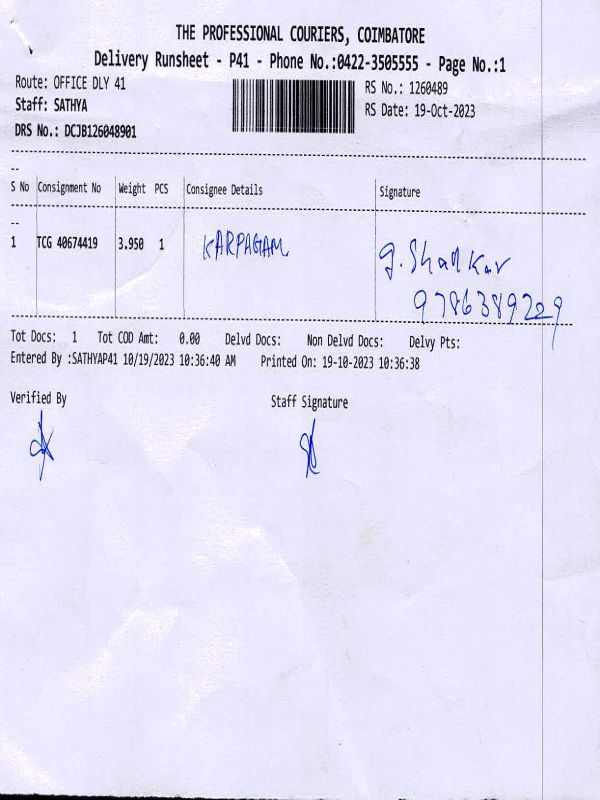 THE PROFESSIONAL COURIERS, COIMBATORE
Delivery Runsheet - P41 - Phone No.:0422-3505555 - Page No.:1
Route: OFFICE DLY 41 RS No.: 1260489
Staff: SATHYA RS Date: 19-Oct-2023
DRS No.: DCJB126048901
--
S No Consignment No Weight PCS Consignee Details Signature
--
1 TCG 40674419 3.950 1 KARPAGAM g. Shankar
9786389229
Tot Docs: 1 Tot COD Amt: 0.00 Delvd Docs: Non Delvd Docs: Delvy Pts:
Entered By :SATHYAP41 10/19/2023 10:36:40 AM Printed On: 19-10-2023 10:36:38
Verified By Staff Signature